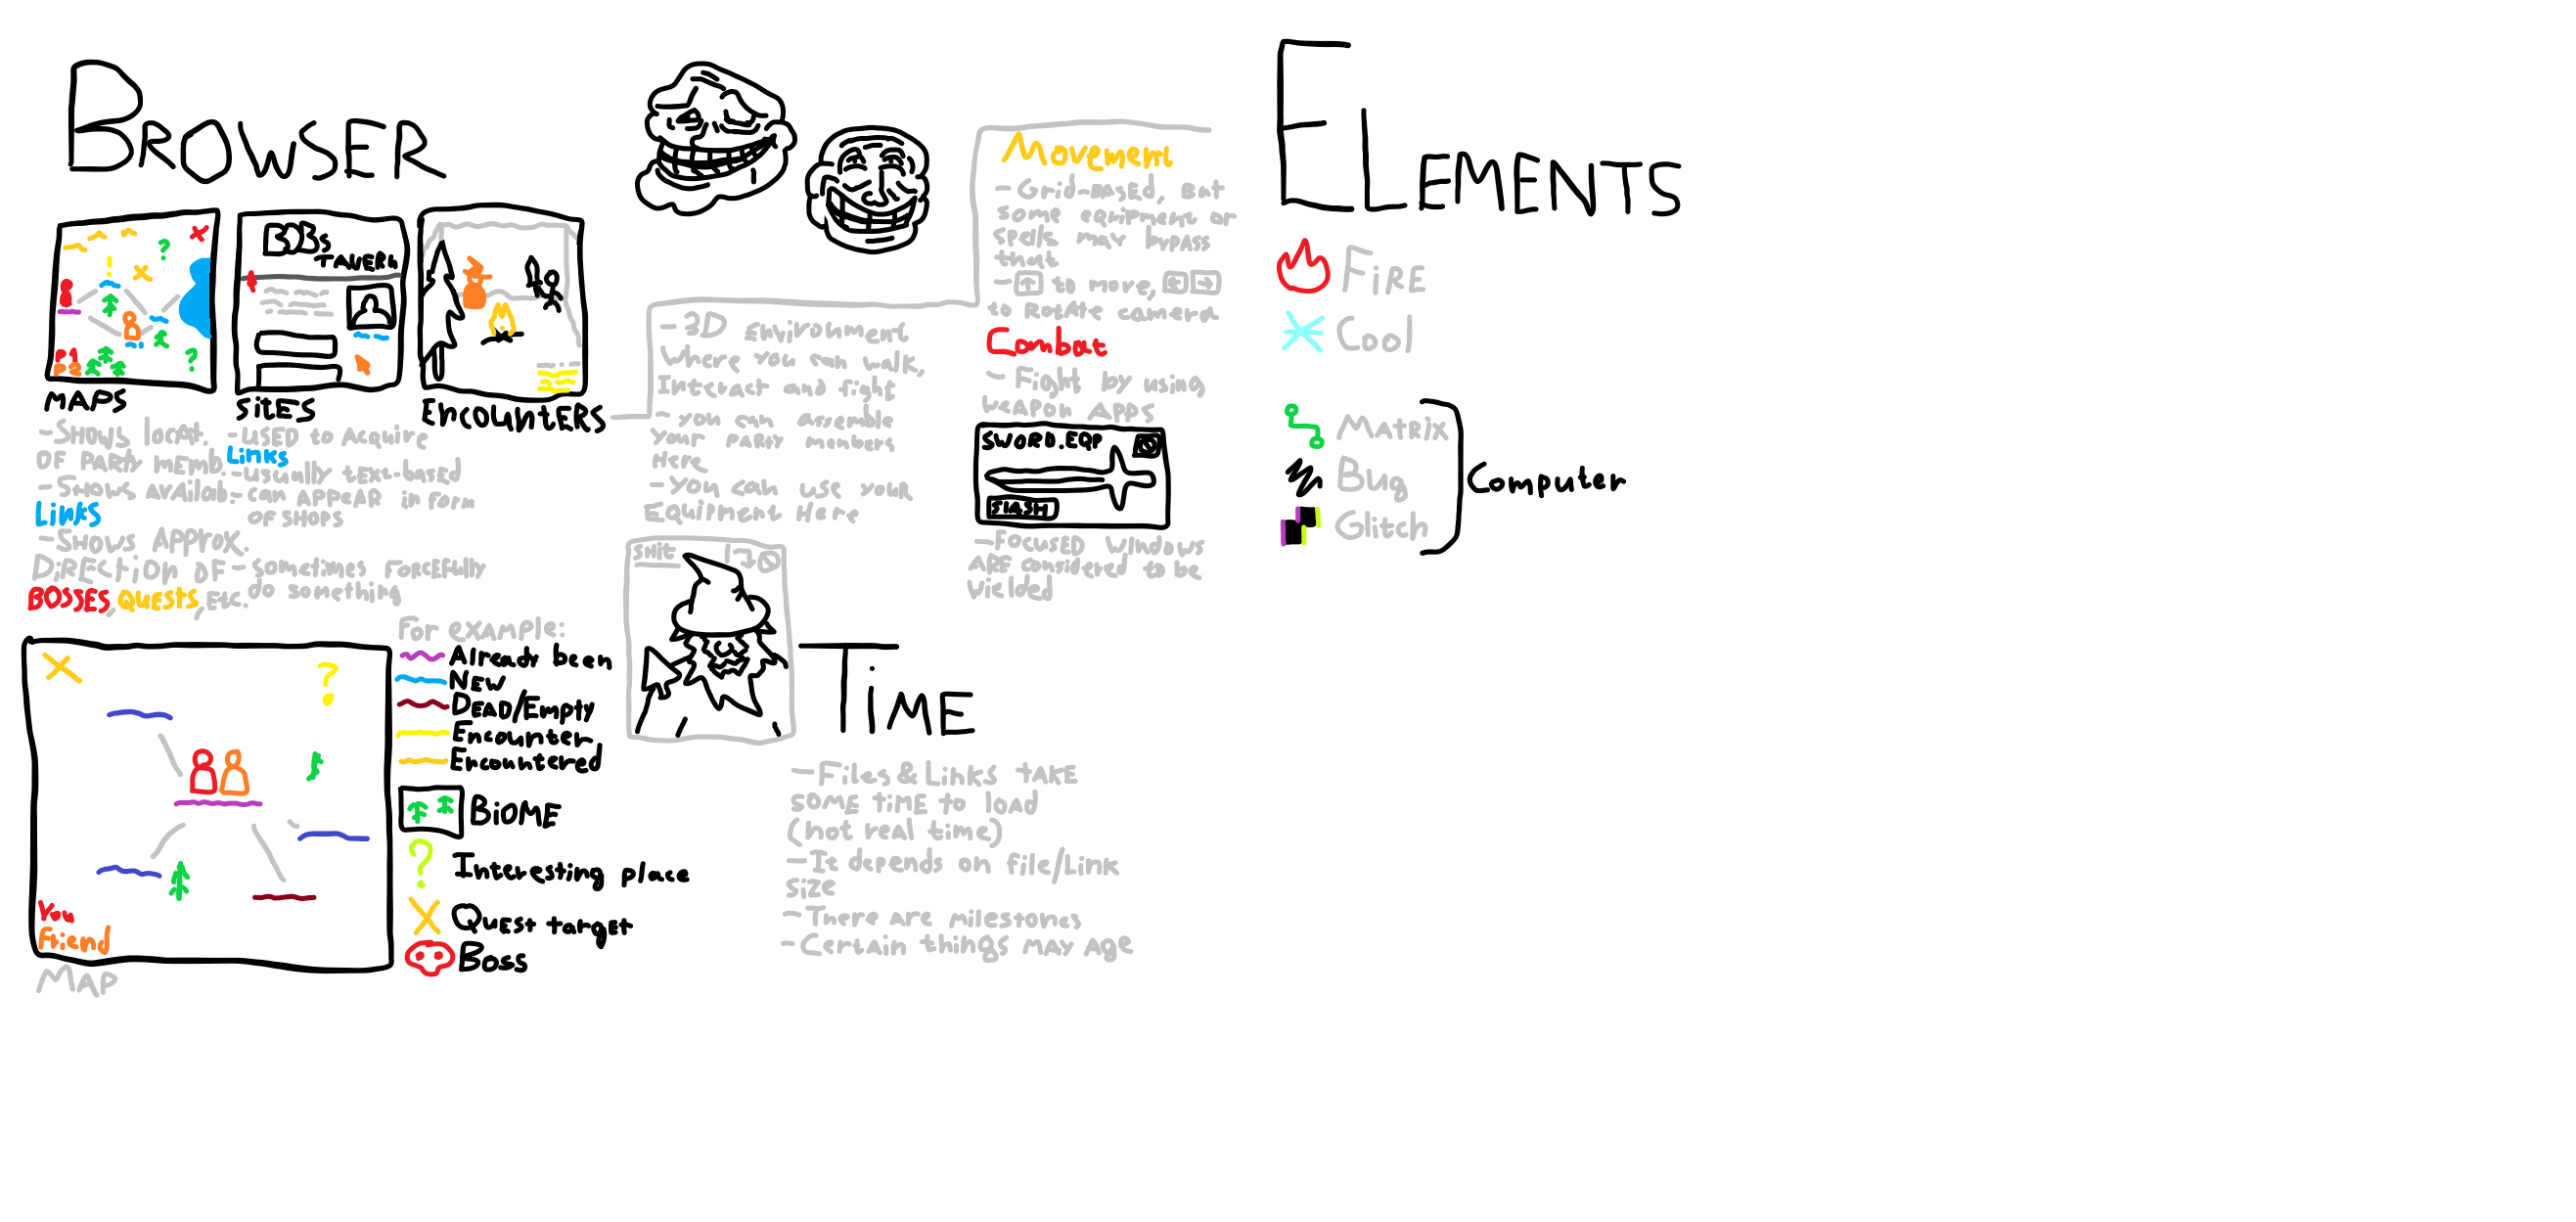 BROWSER
BOBs
TAVERN
P1
P2
MAPS
SITES
ENCOUNTERS
-SHOWS locat.
OF PARTY MEMB.
-SHOWS AVAILAB.
Links
-SHOWS APPROX.
DiRECTiON OF
BOSSES, QUESTS, ETC.
-USED to Acquire
Links
-usually text-based
-can APPEAR in form
OF SHOPS
-sometimes FORCEFully
do something
-3D Environment
Where you can walk,
Interact and fight
-you can assemble
your PARTY members
Here
-You can use your
Equipment Here
Movement
-Grid-BASED, But
some equipment or
spells may bypass
that
-↑ to move, ← →
to Rotate camera
Combat
-Fight by using
Weapon APPS
SWORD.EQP
SLASH
-FOCUSED WINDOWS
ARE considered to be
Wielded
For example:
Already been
NEW
DEAD/Empty
Encounter
Encountered
BiOME
Interesting place
Quest target
Boss
You
Friend
MAP
SHIT
TiME
-Files & Links TAKE
SOME TiME TO load
(not real time)
-It depends on file/Link
Size
-There are milestones
-Certain things MAY Age
ELEMENTS
FiRE
Cool
MATRIX
Bug
Glitch
Computer